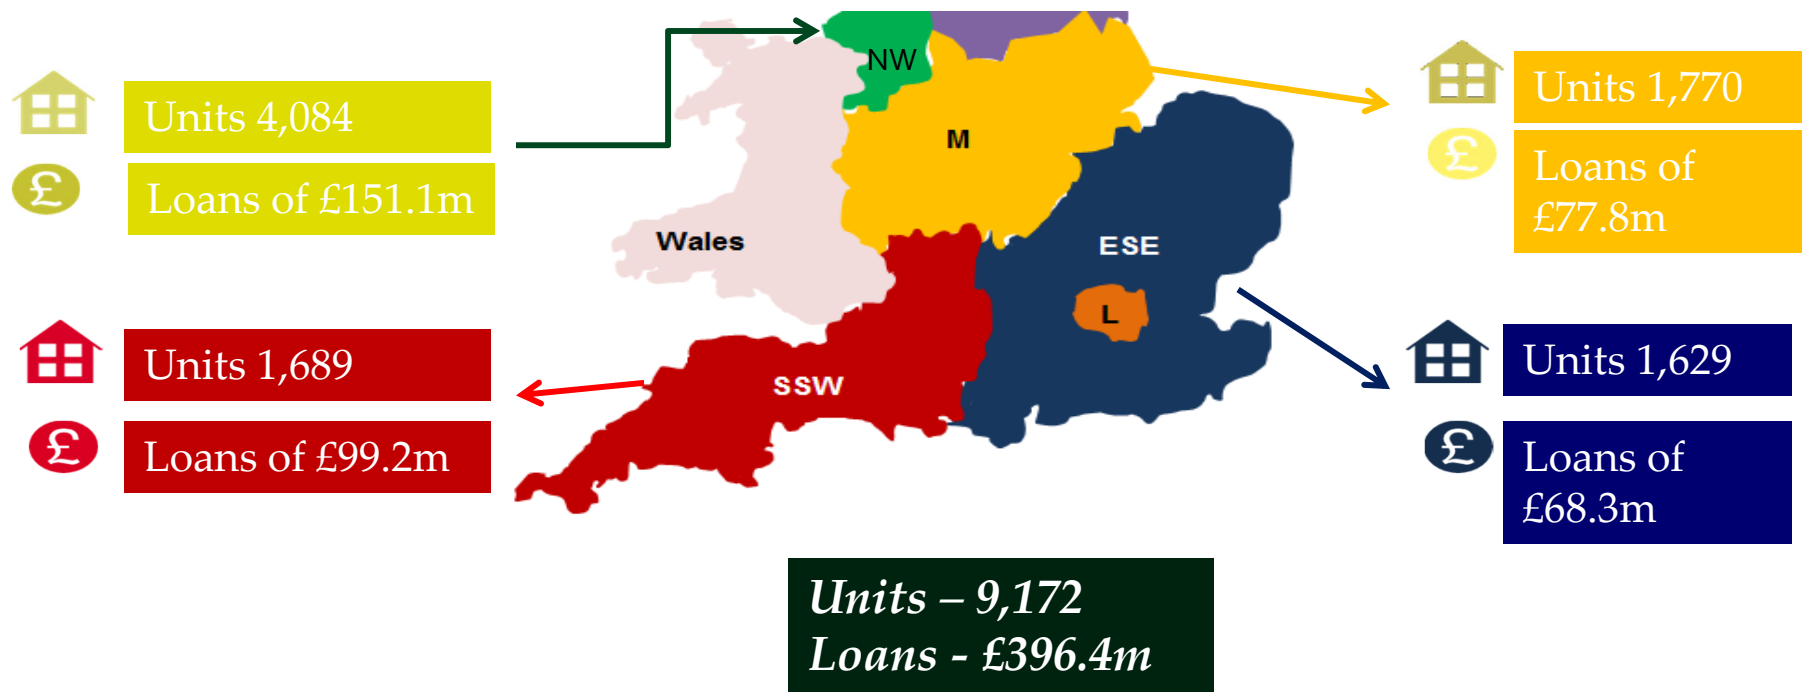 NW
Units 4,084
£
Loans of £151.1m
M
Units 1,770
£
Loans of
£77.8m
Wales
ESE
L
Units 1,689
£
Loans of £99.2m
SSW
Units 1,629
£
Loans of
£68.3m
Units – 9,172
Loans - £396.4m